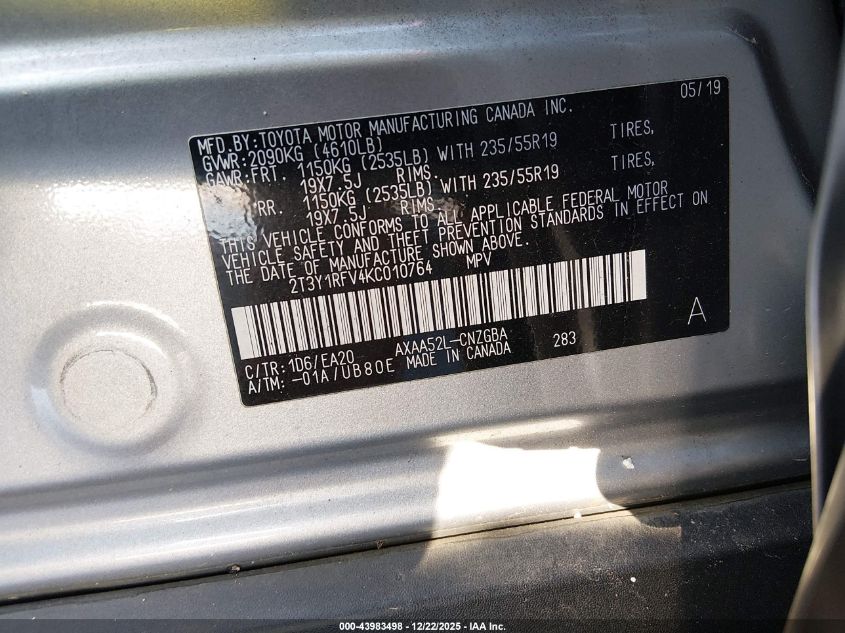 05/19
MFD.BY:TOYOTA MOTOR MANUFACTURING CANADA INC.
GVWR:2090KG (4610LB)
GAWR:FRT. 1150KG (2535LB) WITH 235/55R19 TIRES,
19X7.5J RIMS.
RR. 1150KG (2535LB) WITH 235/55R19 TIRES,
19X7.5J RIMS.
THIS VEHICLE CONFORMS TO ALL APPLICABLE FEDERAL MOTOR
VEHICLE SAFETY AND THEFT PREVENTION STANDARDS IN EFFECT ON
THE DATE OF MANUFACTURE SHOWN ABOVE.
2T3Y1RFV4KC010764 MPV
C/TR:1D6/EA20 AXAA52L-CNZGBA 283 A
A/TM:-01A/UB80E MADE IN CANADA
000-43983498 - 12/22/2025 - IAA Inc.